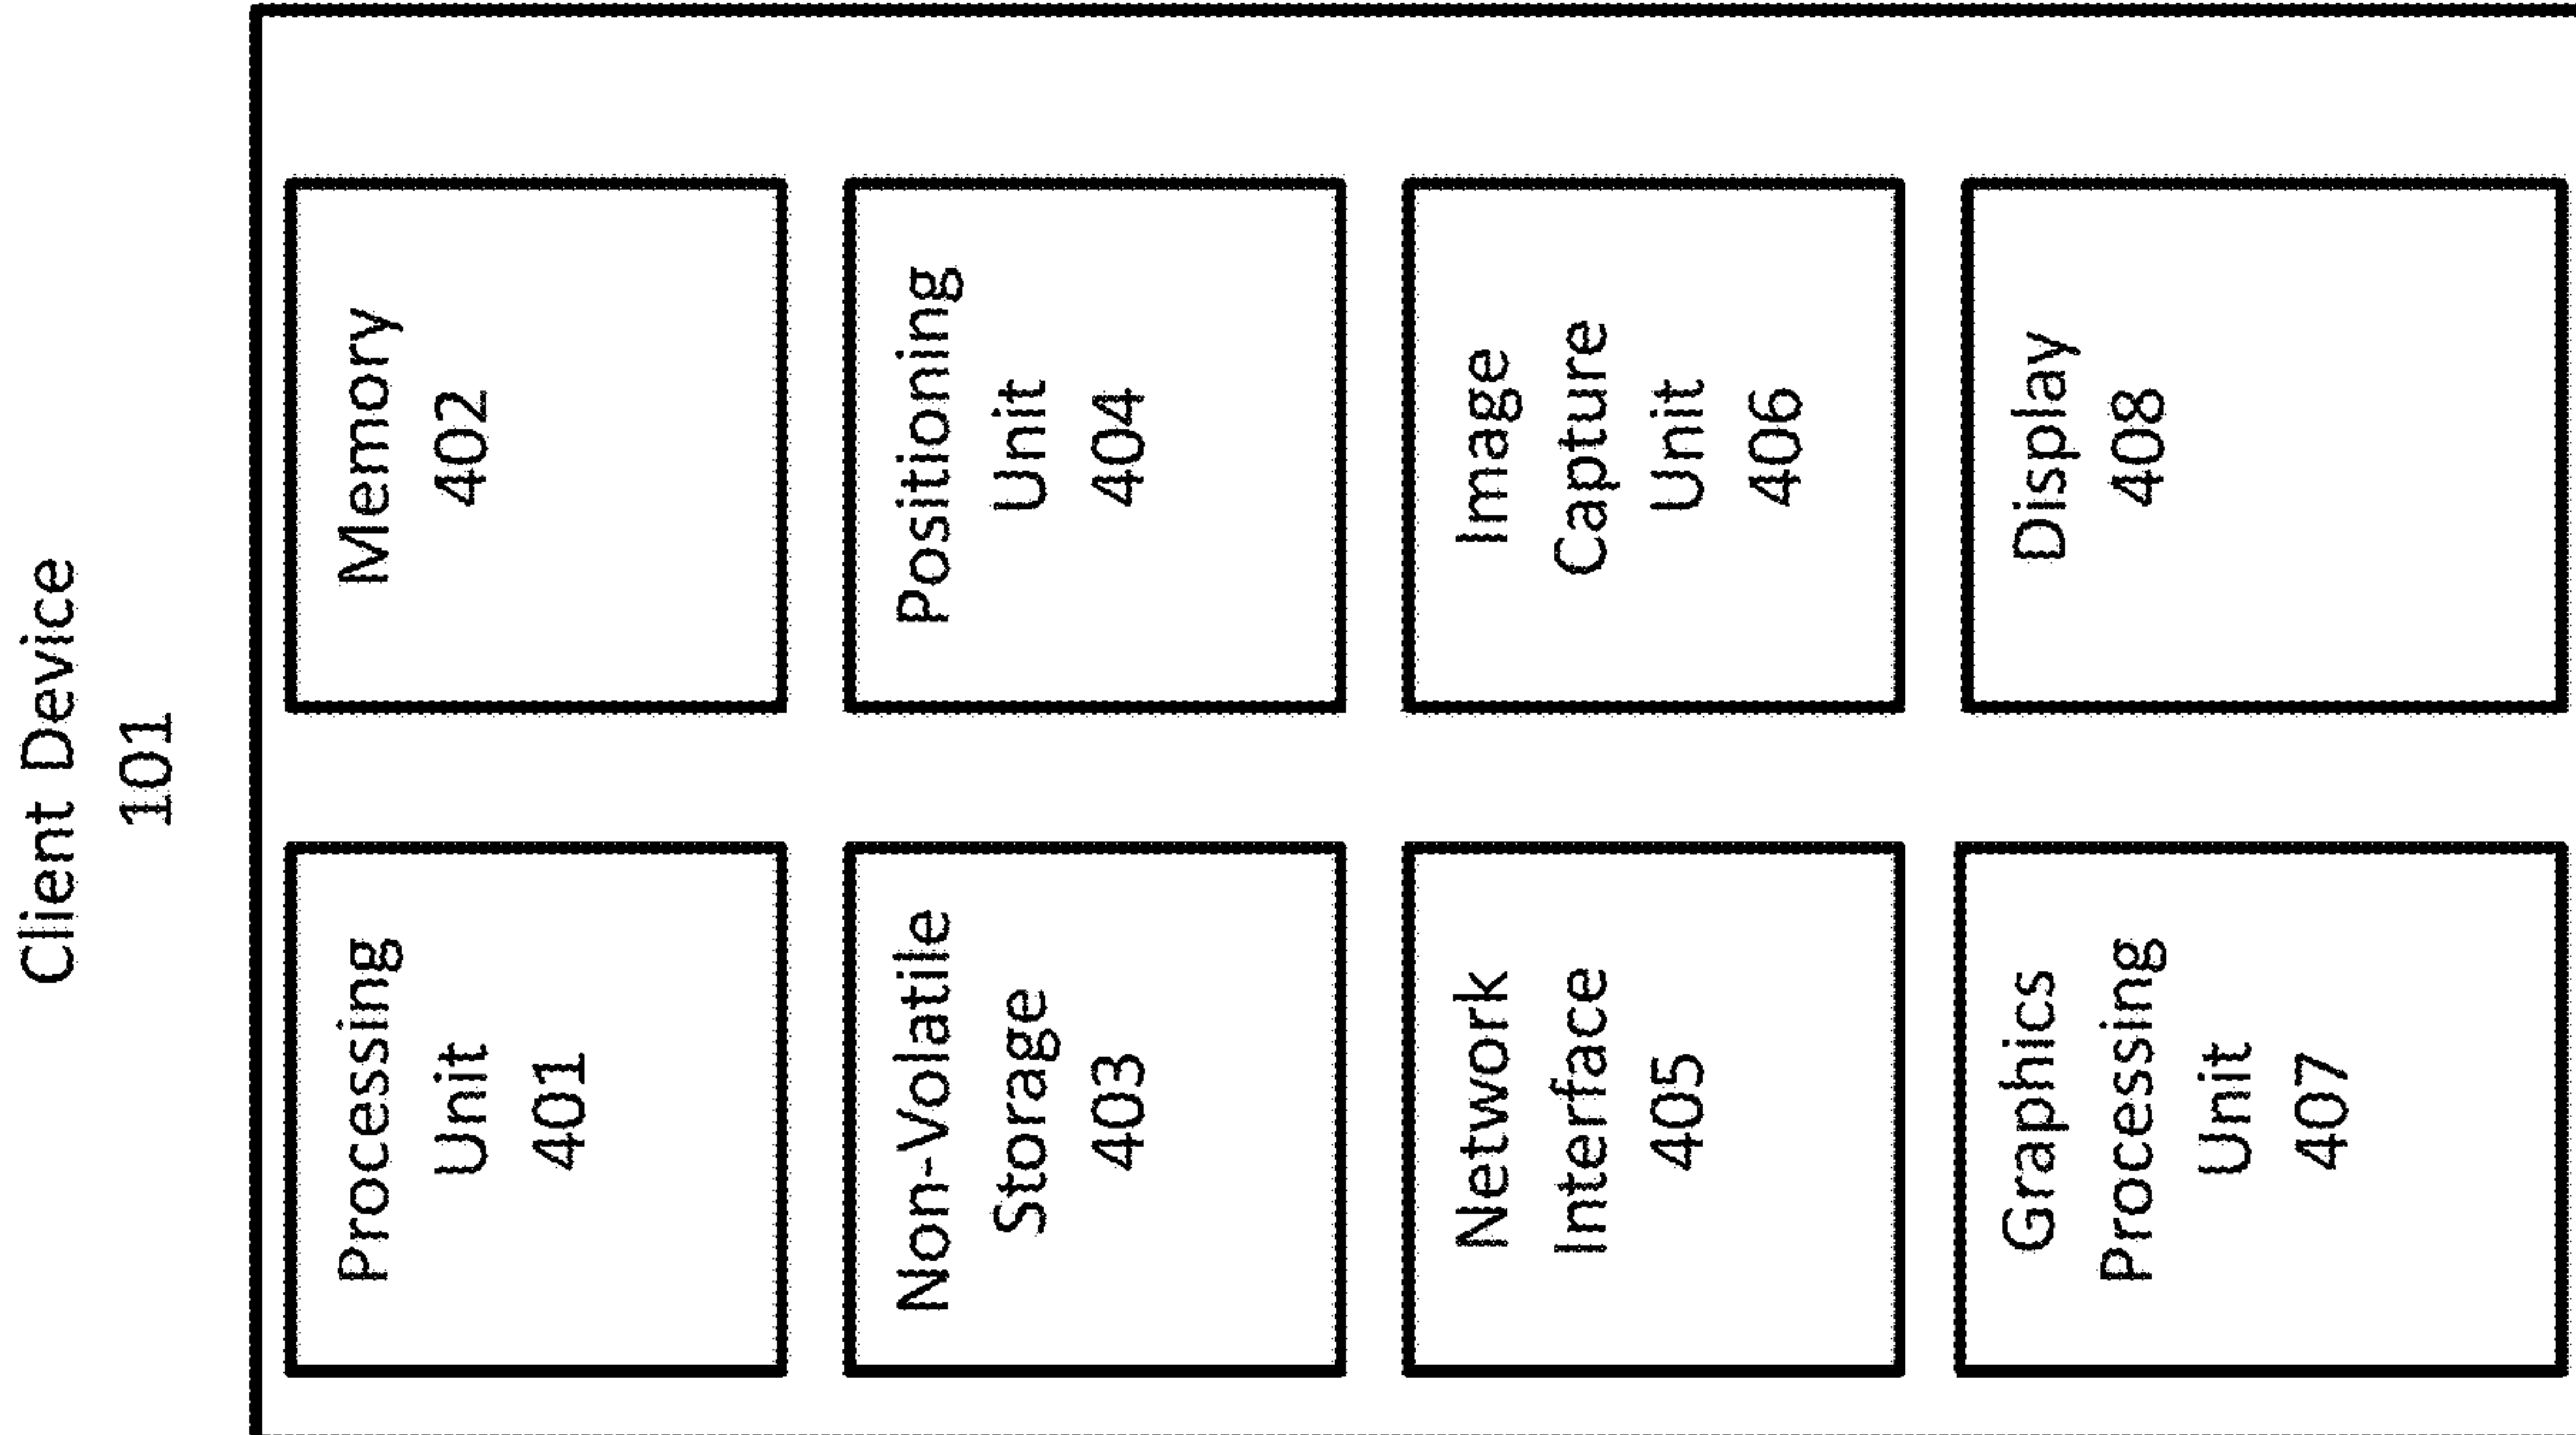 Client Device
101
Processing
Unit
401
Memory
402
Non-Volatile
Storage
403
Positioning
Unit
404
Network
Interface
405
Image
Capture
Unit
406
Graphics
Processing
Unit
407
Display
408